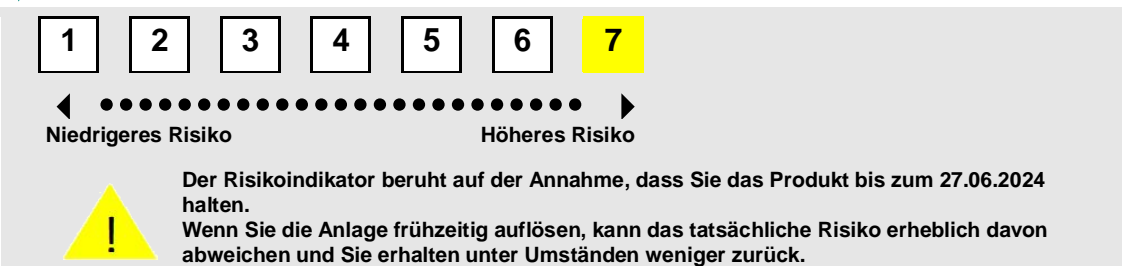 1 2 3 4 5 6 7
Niedrigeres Risiko Höheres Risiko
!
Der Risikoindikator beruht auf der Annahme, dass Sie das Produkt bis zum 27.06.2024
halten.
Wenn Sie die Anlage frühzeitig auflösen, kann das tatsächliche Risiko erheblich davon
abweichen und Sie erhalten unter Umständen weniger zurück.